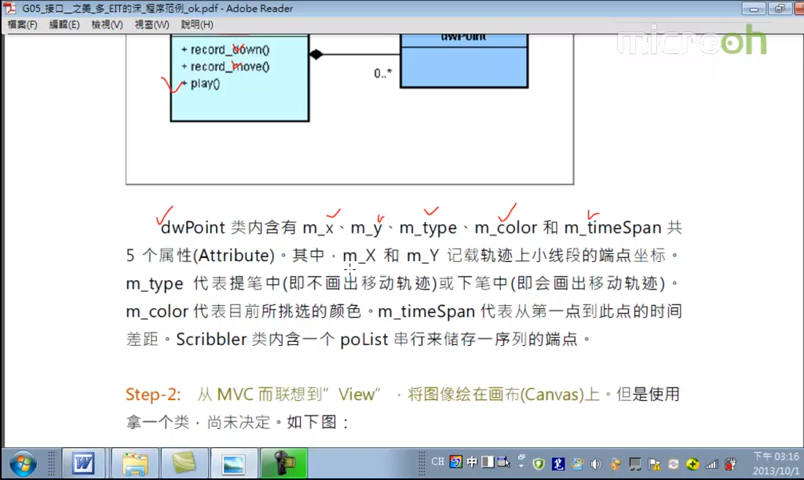 G05_接口__之美_多_EIT的沫_程序范例_ok.pdf - Adobe Reader
檔案(F) 編輯(E) 檢視(V) 視窗(W) 說明(H)
microoh
+ record_down()
+ record_move()
+ play()
dwPoint
0..*
dwPoint 类内含有 m_x、m_y、m_type、m_color 和 m_timeSpan 共
5 个属性(Attribute)。其中，m_X 和 m_Y 记载轨迹上小线段的端点坐标。
m_type 代表提笔中(即不画出移动轨迹)或下笔中(即会画出移动轨迹)。
m_color 代表目前所挑选的颜色。m_timeSpan 代表从第一点到此点的时间
差距。Scribbler 类内含一个 poList 串行来储存一序列的端点。
Step-2: 从 MVC 而联想到"View"，将图像绘在画布(Canvas)上。但是使用
拿一个类，尚未决定。如下图：
CH 中
下午 03:16
2013/10/1